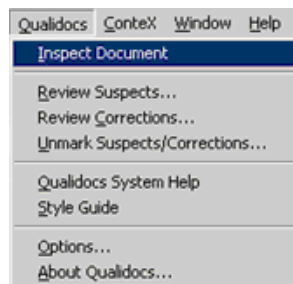 Qualidocs ConteX Window Help
Inspect Document
Review Suspects...
Review Corrections...
Unmark Suspects/Corrections...
Qualidocs System Help
Style Guide
Options...
About Qualidocs...